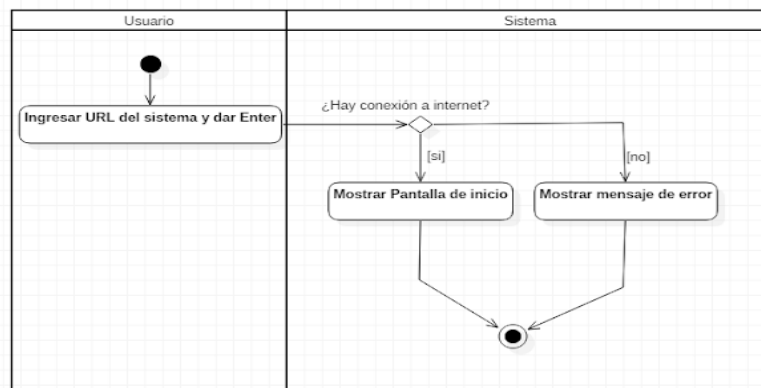 Usuario
Sistema
¿Hay conexión a internet?
Ingresar URL del sistema y dar Enter
[si]
[no]
Mostrar Pantalla de inicio
Mostrar mensaje de error